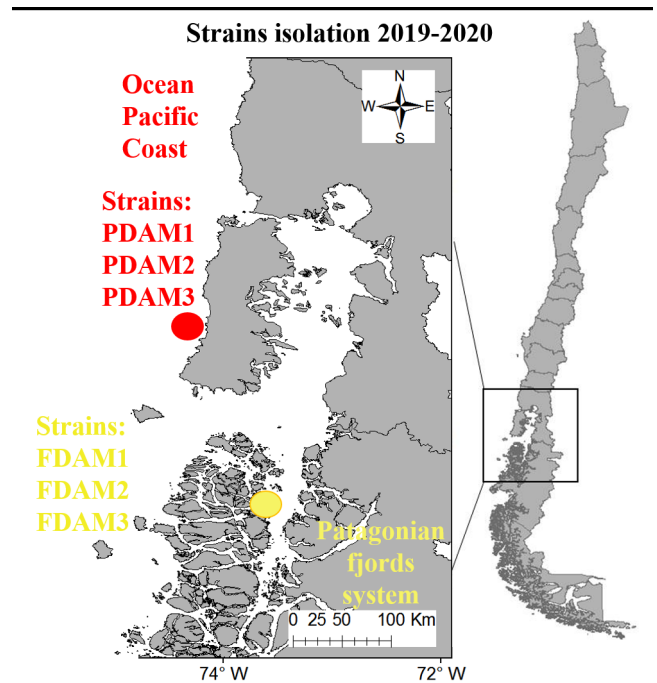 Strains isolation 2019-2020
Ocean
Pacific
Coast
N
W E
S
Strains:
PDAM1
PDAM2
PDAM3
Strains:
FDAM1
FDAM2
FDAM3
Patagonian
fjords
system
0 25 50 100 Km
74° W 72° W